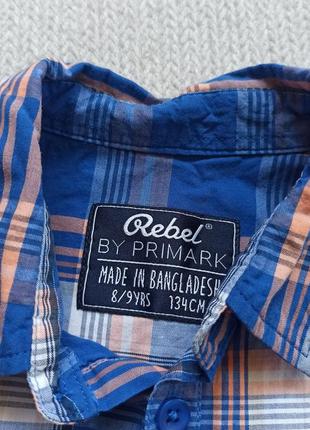 Rebel®
BY PRIMARK
MADE IN BANGLADESH
8/9YRS 134CM